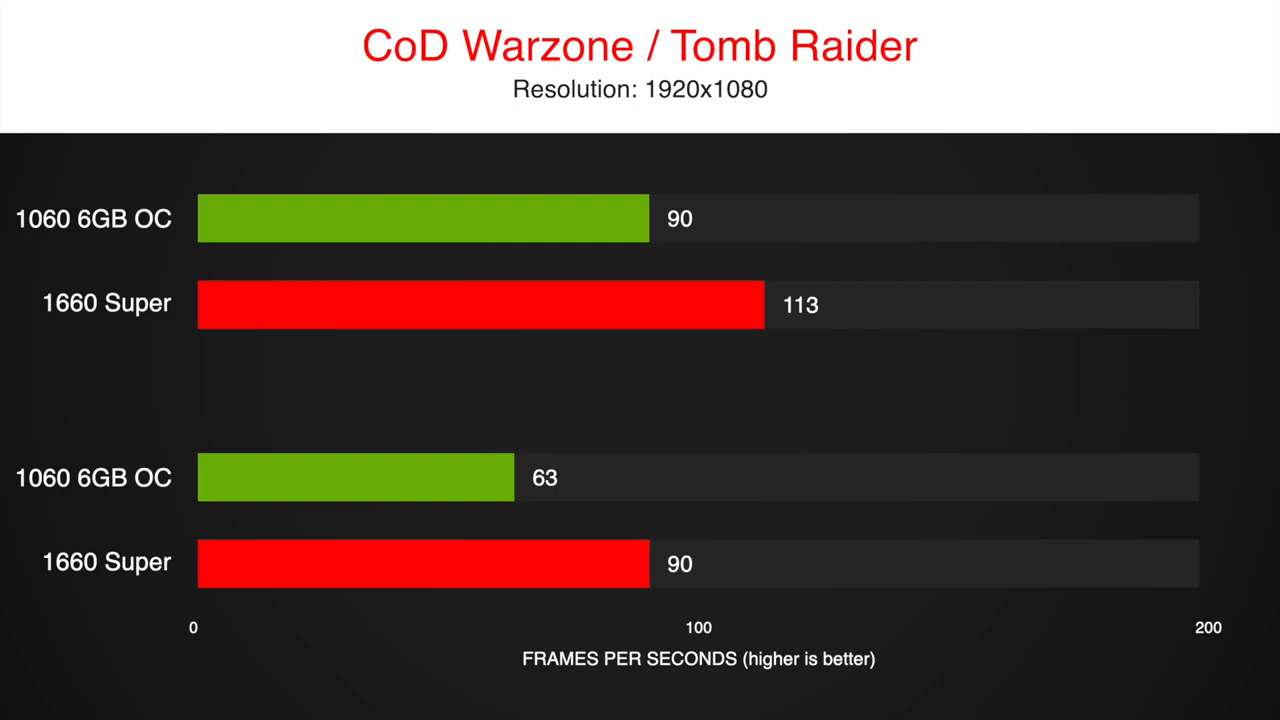 CoD Warzone / Tomb Raider
Resolution: 1920x1080
1060 6GB OC 90
1660 Super 113
1060 6GB OC 63
1660 Super 90
0 100 200
FRAMES PER SECONDS (higher is better)